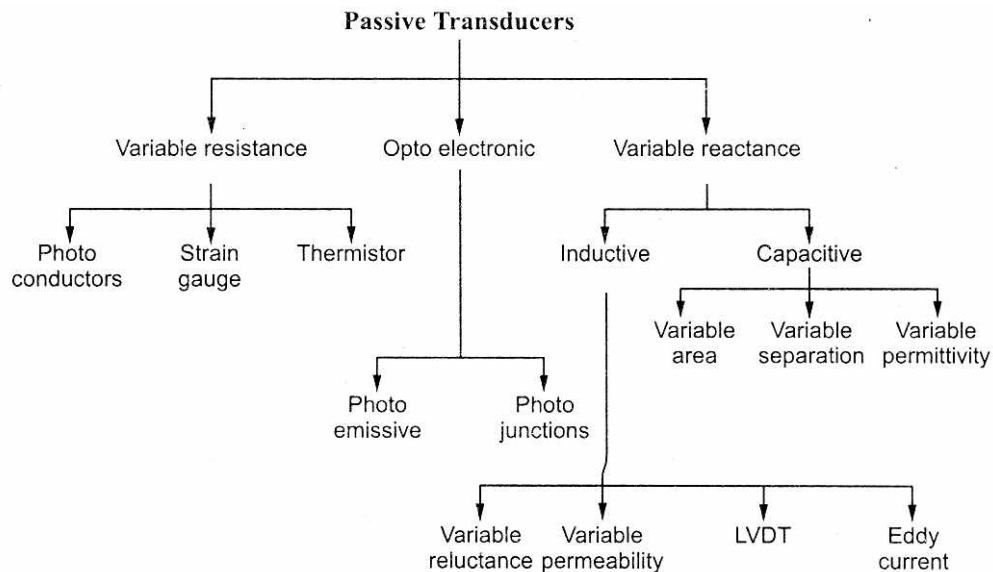 Passive Transducers
Variable resistance
Opto electronic
Variable reactance
Photo
conductors
Strain
gauge
Thermistor
Inductive
Capacitive
Variable
area
Variable
separation
Variable
permittivity
Photo
emissive
Photo
junctions
Variable
reluctance
Variable
permeability
LVDT
Eddy
current